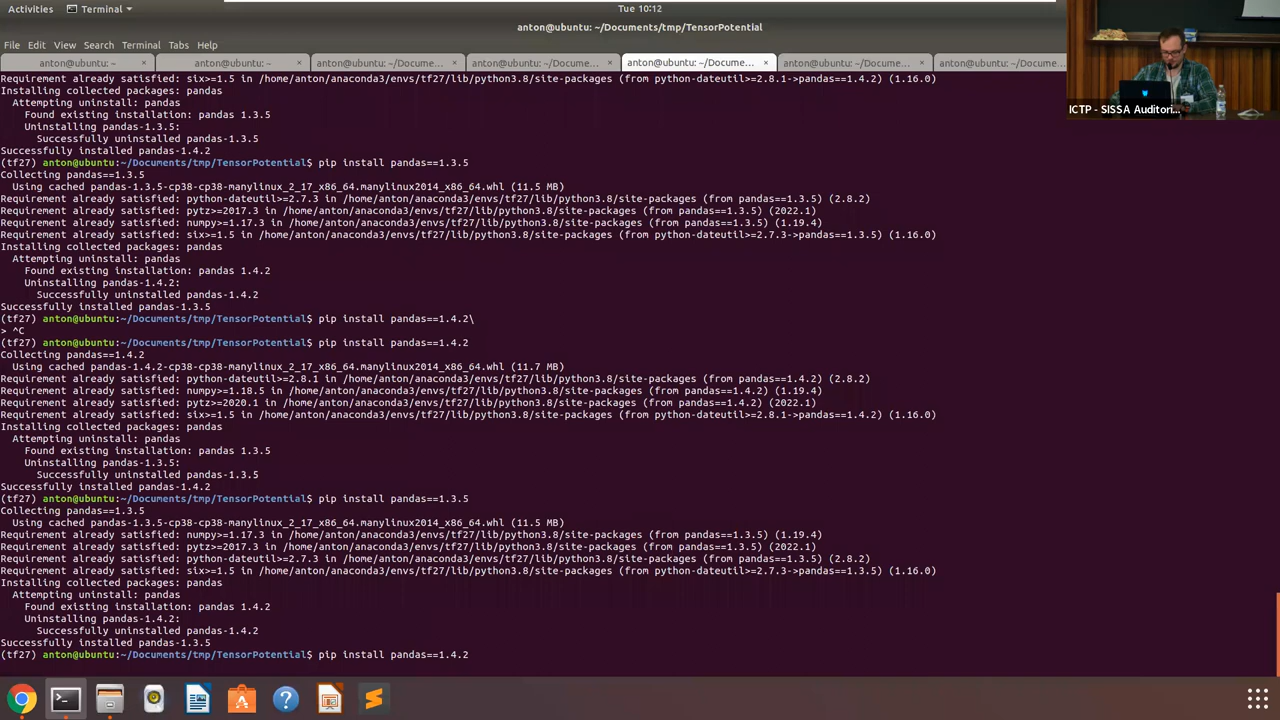 Activities
Terminal
Tue 10:12
anton@ubuntu: ~/Documents/tmp/TensorPotential
File Edit View Search Terminal Tabs Help
anton@ubuntu: ~
anton@ubuntu: ~
anton@ubuntu: ~/Docume...
anton@ubuntu: ~/Docume...
anton@ubuntu: ~/Docume...
anton@ubuntu: ~/Docume...
anton@ubuntu: ~/Docum
ICTP - SISSA Auditori...
Requirement already satisfied: six>=1.5 in /home/anton/anaconda3/envs/tf27/lib/python3.8/site-packages (from python-dateutil>=2.8.1->pandas==1.4.2) (1.16.0)
Installing collected packages: pandas
Attempting uninstall: pandas
Found existing installation: pandas 1.3.5
Uninstalling pandas-1.3.5:
Successfully uninstalled pandas-1.3.5
Successfully installed pandas-1.4.2
(tf27) anton@ubuntu:~/Documents/tmp/TensorPotential$ pip install pandas==1.3.5
Collecting pandas==1.3.5
Using cached pandas-1.3.5-cp38-cp38-manylinux_2_17_x86_64.manylinux2014_x86_64.whl (11.5 MB)
Requirement already satisfied: python-dateutil>=2.7.3 in /home/anton/anaconda3/envs/tf27/lib/python3.8/site-packages (from pandas==1.3.5) (2.8.2)
Requirement already satisfied: pytz>=2017.3 in /home/anton/anaconda3/envs/tf27/lib/python3.8/site-packages (from pandas==1.3.5) (2022.1)
Requirement already satisfied: numpy>=1.17.3 in /home/anton/anaconda3/envs/tf27/lib/python3.8/site-packages (from pandas==1.3.5) (1.19.4)
Requirement already satisfied: six>=1.5 in /home/anton/anaconda3/envs/tf27/lib/python3.8/site-packages (from python-dateutil>=2.7.3->pandas==1.3.5) (1.16.0)
Installing collected packages: pandas
Attempting uninstall: pandas
Found existing installation: pandas 1.4.2
Uninstalling pandas-1.4.2:
Successfully uninstalled pandas-1.4.2
Successfully installed pandas-1.3.5
(tf27) anton@ubuntu:~/Documents/tmp/TensorPotential$ pip install pandas==1.4.2\
> ^C
(tf27) anton@ubuntu:~/Documents/tmp/TensorPotential$ pip install pandas==1.4.2
Collecting pandas==1.4.2
Using cached pandas-1.4.2-cp38-cp38-manylinux_2_17_x86_64.manylinux2014_x86_64.whl (11.7 MB)
Requirement already satisfied: python-dateutil>=2.8.1 in /home/anton/anaconda3/envs/tf27/lib/python3.8/site-packages (from pandas==1.4.2) (2.8.2)
Requirement already satisfied: numpy>=1.18.5 in /home/anton/anaconda3/envs/tf27/lib/python3.8/site-packages (from pandas==1.4.2) (1.19.4)
Requirement already satisfied: pytz>=2020.1 in /home/anton/anaconda3/envs/tf27/lib/python3.8/site-packages (from pandas==1.4.2) (2022.1)
Requirement already satisfied: six>=1.5 in /home/anton/anaconda3/envs/tf27/lib/python3.8/site-packages (from python-dateutil>=2.8.1->pandas==1.4.2) (1.16.0)
Installing collected packages: pandas
Attempting uninstall: pandas
Found existing installation: pandas 1.3.5
Uninstalling pandas-1.3.5:
Successfully uninstalled pandas-1.3.5
Successfully installed pandas-1.4.2
(tf27) anton@ubuntu:~/Documents/tmp/TensorPotential$ pip install pandas==1.3.5
Collecting pandas==1.3.5
Using cached pandas-1.3.5-cp38-cp38-manylinux_2_17_x86_64.manylinux2014_x86_64.whl (11.5 MB)
Requirement already satisfied: numpy>=1.17.3 in /home/anton/anaconda3/envs/tf27/lib/python3.8/site-packages (from pandas==1.3.5) (1.19.4)
Requirement already satisfied: pytz>=2017.3 in /home/anton/anaconda3/envs/tf27/lib/python3.8/site-packages (from pandas==1.3.5) (2022.1)
Requirement already satisfied: python-dateutil>=2.7.3 in /home/anton/anaconda3/envs/tf27/lib/python3.8/site-packages (from pandas==1.3.5) (2.8.2)
Requirement already satisfied: six>=1.5 in /home/anton/anaconda3/envs/tf27/lib/python3.8/site-packages (from python-dateutil>=2.7.3->pandas==1.3.5) (1.16.0)
Installing collected packages: pandas
Attempting uninstall: pandas
Found existing installation: pandas 1.4.2
Uninstalling pandas-1.4.2:
Successfully uninstalled pandas-1.4.2
Successfully installed pandas-1.3.5
(tf27) anton@ubuntu:~/Documents/tmp/TensorPotential$ pip install pandas==1.4.2